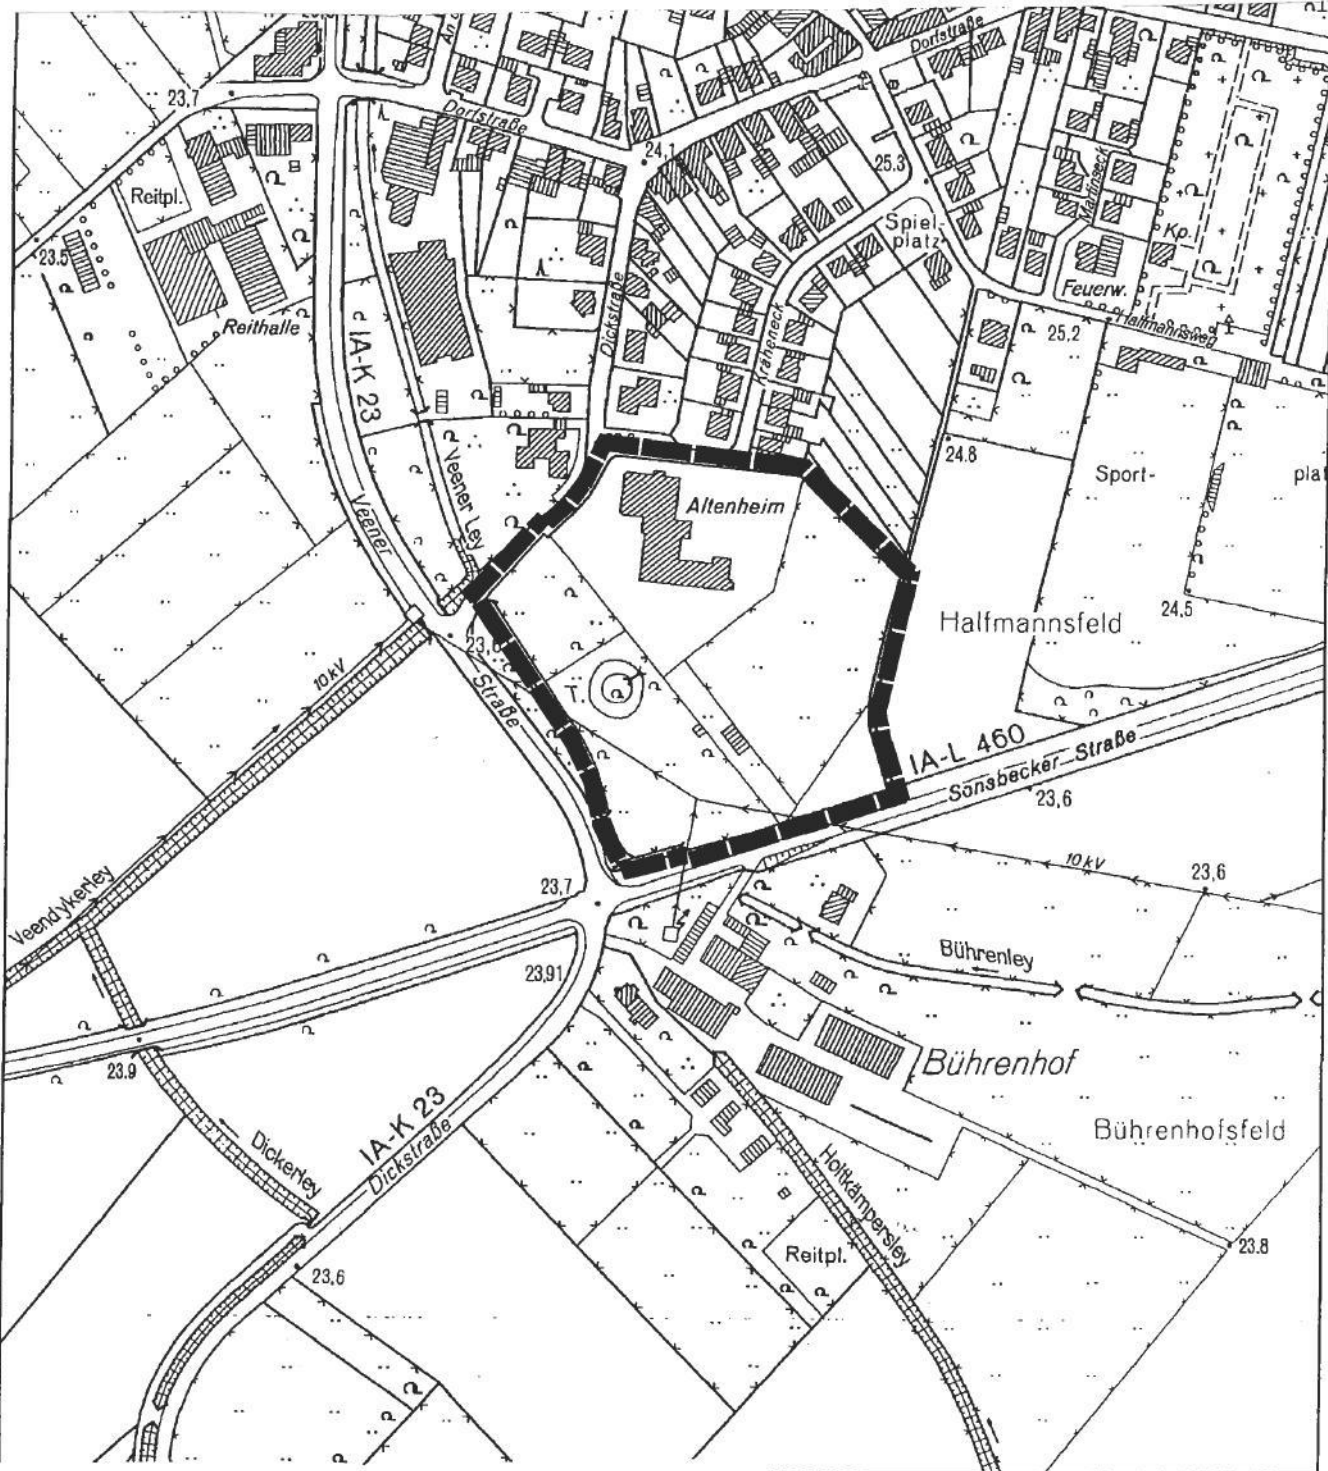 Dorfstraße
23,7
Dorfstraße
24,1
25.3
Reitpl.
Spiel-
platz
Kp.
23.5
Feuerw.
Reithalle
Dickstraße
25,2
Halfmannsweg
IA-K 23
24.8
Sport-
Veener Ley
Altenheim
Veener
Straße
24,5
Halfmannsfeld
10 kV
T.
IA-L 460
Sonsbecker Straße
23,6
10 kV
23,6
Veendykerley
23,7
Bührenley
23,91
23.9
Bührenhof
IA-K 23
Dickstraße
Bührenhofsfeld
Dickerley
Holtkämpersley
Reitpl.
23.8
23,6